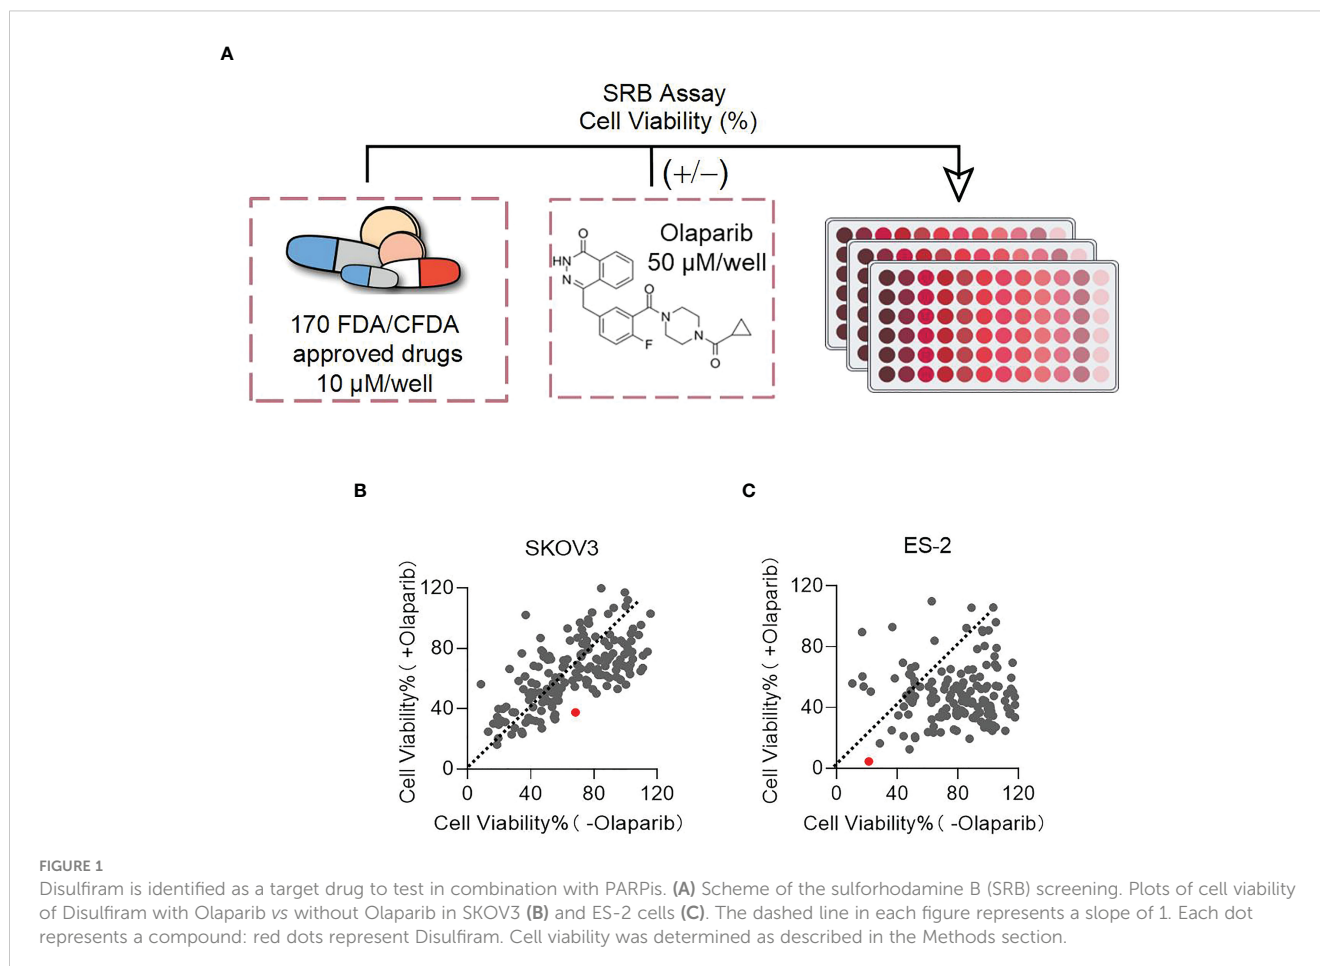 A
SRB Assay
Cell Viability (%)
(+/−)
170 FDA/CFDA
approved drugs
10 µM/well
Olaparib
50 µM/well
O
HN
N
O
N
F
N
O
B
SKOV3
Cell Viability% ( +Olaparib)
120
80
40
0
0 40 80 120
Cell Viability% ( -Olaparib)
C
ES-2
Cell Viability% ( +Olaparib)
120
80
40
0
0 40 80 120
Cell Viability% ( -Olaparib)
FIGURE 1
Disulfiram is identified as a target drug to test in combination with PARPis. (A) Scheme of the sulforhodamine B (SRB) screening. Plots of cell viability
of Disulfiram with Olaparib vs without Olaparib in SKOV3 (B) and ES-2 cells (C). The dashed line in each figure represents a slope of 1. Each dot
represents a compound: red dots represent Disulfiram. Cell viability was determined as described in the Methods section.